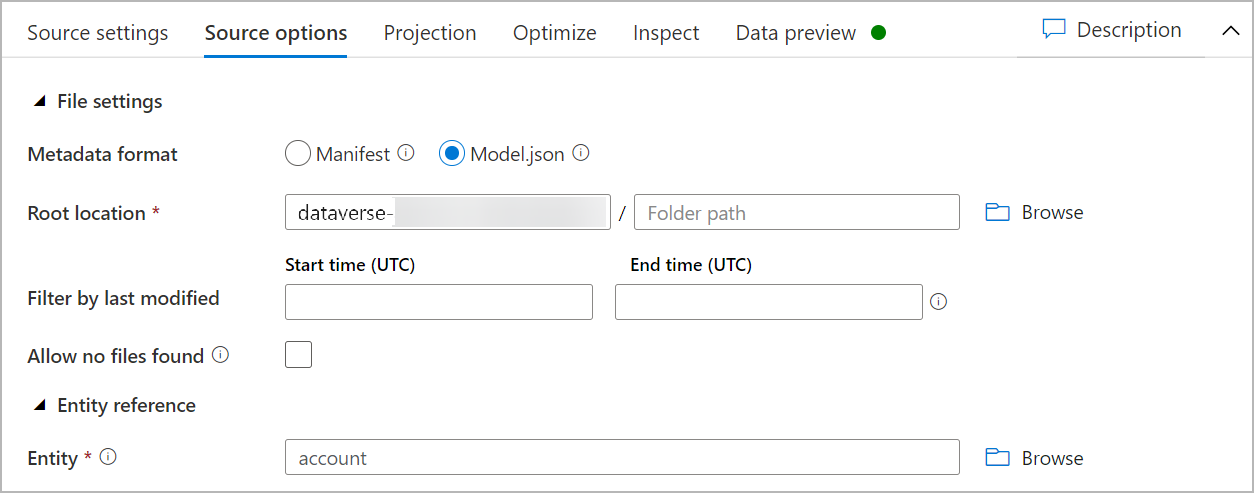 Source settings Source options Projection Optimize Inspect Data preview Description
File settings
Metadata format Manifest Model.json
Root location * dataverse- / Folder path Browse
Start time (UTC) End time (UTC)
Filter by last modified
Allow no files found
Entity reference
Entity * account Browse